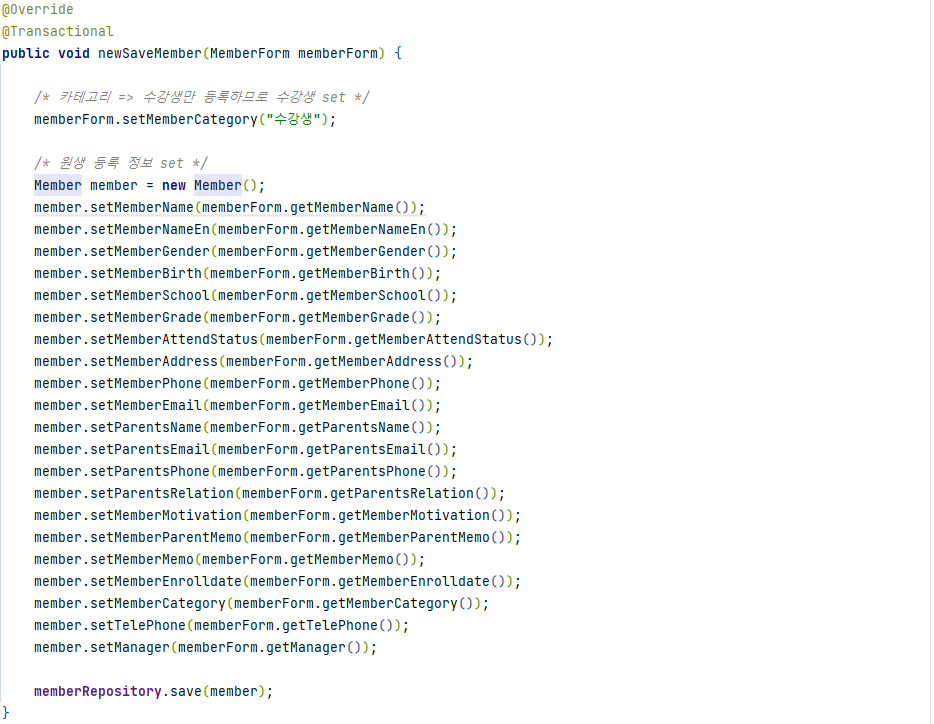 @Override
@Transactional
public void newSaveMember(MemberForm memberForm) {
/* 카테고리 => 수강생만 등록하므로 수강생 set */
memberForm.setMemberCategory("수강생");
/* 원생 등록 정보 set */
Member member = new Member();
member.setMemberName(memberForm.getMemberName());
member.setMemberNameEn(memberForm.getMemberNameEn());
member.setMemberGender(memberForm.getMemberGender());
member.setMemberBirth(memberForm.getMemberBirth());
member.setMemberSchool(memberForm.getMemberSchool());
member.setMemberGrade(memberForm.getMemberGrade());
member.setMemberAttendStatus(memberForm.getMemberAttendStatus());
member.setMemberAddress(memberForm.getMemberAddress());
member.setMemberPhone(memberForm.getMemberPhone());
member.setMemberEmail(memberForm.getMemberEmail());
member.setParentsName(memberForm.getParentsName());
member.setParentsEmail(memberForm.getParentsEmail());
member.setParentsPhone(memberForm.getParentsPhone());
member.setParentsRelation(memberForm.getParentsRelation());
member.setMemberMotivation(memberForm.getMemberMotivation());
member.setMemberParentMemo(memberForm.getMemberParentMemo());
member.setMemberMemo(memberForm.getMemberMemo());
member.setMemberEnrolldate(memberForm.getMemberEnrolldate());
member.setMemberCategory(memberForm.getMemberCategory());
member.setTelePhone(memberForm.getTelePhone());
member.setManager(memberForm.getManager());
memberRepository.save(member);
}